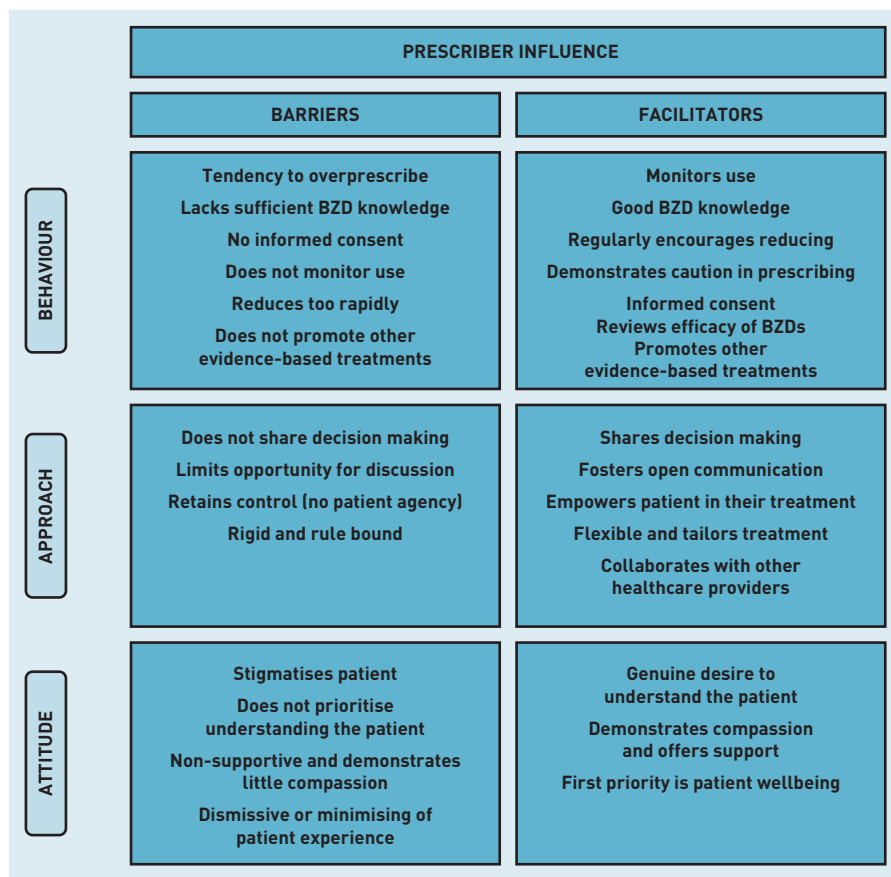 PRESCRIBER INFLUENCE
BARRIERS
FACILITATORS
BEHAVIOUR
Tendency to overprescribe
Lacks sufficient BZD knowledge
No informed consent
Does not monitor use
Reduces too rapidly
Does not promote other
evidence-based treatments
Monitors use
Good BZD knowledge
Regularly encourages reducing
Demonstrates caution in prescribing
Informed consent
Reviews efficacy of BZDs
Promotes other
evidence-based treatments
APPROACH
Does not share decision making
Limits opportunity for discussion
Retains control (no patient agency)
Rigid and rule bound
Shares decision making
Fosters open communication
Empowers patient in their treatment
Flexible and tailors treatment
Collaborates with other
healthcare providers
ATTITUDE
Stigmatises patient
Does not prioritise
understanding the patient
Non-supportive and demonstrates
little compassion
Dismissive or minimising of
patient experience
Genuine desire to
understand the patient
Demonstrates compassion
and offers support
First priority is patient wellbeing